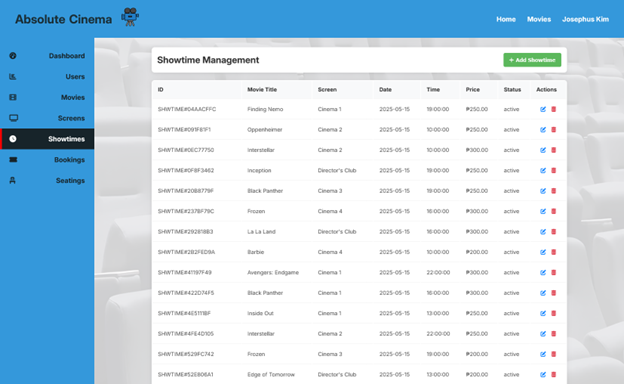 Absolute Cinema
Home Movies Josephus Kim
Dashboard
Users
Movies
Screens
Showtimes
Bookings
Seatings
Showtime Management
+ Add Showtime
ID Movie Title Screen Date Time Price Status Actions
SHWTIME#04AACFFC Finding Nemo Cinema 1 2025-05-15 19:00:00 ₱250.00 active
SHWTIME#091F81F1 Oppenheimer Cinema 2 2025-05-15 10:00:00 ₱250.00 active
SHWTIME#0EC77750 Interstellar Cinema 2 2025-05-15 10:00:00 ₱300.00 active
SHWTIME#0F8F3462 Inception Director's Club 2025-05-15 19:00:00 ₱250.00 active
SHWTIME#20B8779F Black Panther Cinema 3 2025-05-15 19:00:00 ₱250.00 active
SHWTIME#237BF79C Frozen Cinema 4 2025-05-15 16:00:00 ₱300.00 active
SHWTIME#292818B3 La La Land Director's Club 2025-05-15 16:00:00 ₱300.00 active
SHWTIME#2B2FED9A Barbie Cinema 4 2025-05-15 10:00:00 ₱200.00 active
SHWTIME#41197F49 Avengers: Endgame Cinema 1 2025-05-15 22:00:00 ₱300.00 active
SHWTIME#422D74F5 Black Panther Cinema 1 2025-05-15 16:00:00 ₱300.00 active
SHWTIME#4E5111BF Inside Out Cinema 1 2025-05-15 13:00:00 ₱250.00 active
SHWTIME#4FE4D105 Interstellar Cinema 2 2025-05-15 22:00:00 ₱250.00 active
SHWTIME#529FC742 Frozen Cinema 3 2025-05-15 19:00:00 ₱200.00 active
SHWTIME#52E806A1 Edge of Tomorrow Director's Club 2025-05-15 13:00:00 ₱200.00 active